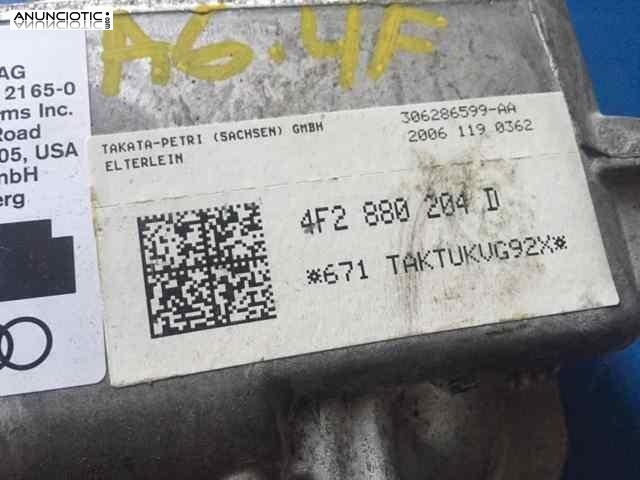 ANUNCIOTIC.com
A6.4F
AG
2165-0
ms Inc.
Road
05, USA
mbH
erg
TAKATA-PETRI (SACHSEN) GMBH
ELTERLEIN
306286599-AA
2006 119 0362
4F2 880 204 D
*671 TAKTUKVG92X*